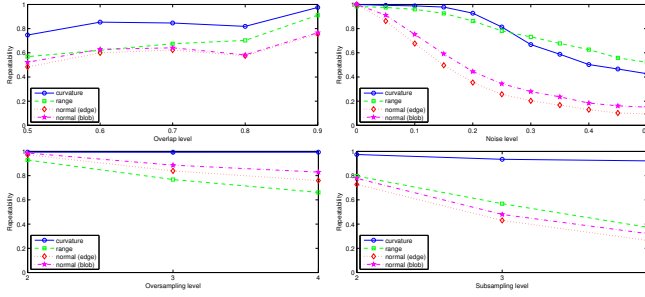 1
0.8
0.6
0.4
0.2
0
Repeatability
curvature
range
normal (edge)
normal (blob)
0.5 0.6 0.7 0.8 0.9
Overlap level
1
0.8
0.6
0.4
0.2
0
Repeatability
curvature
range
normal (edge)
normal (blob)
0 0.1 0.2 0.3 0.4
Noise level
1
0.8
0.6
0.4
0.2
0
Repeatability
curvature
range
normal (edge)
normal (blob)
2 3 4
Oversampling level
1
0.8
0.6
0.4
0.2
0
Repeatability
curvature
range
normal (edge)
normal (blob)
2 3
Subsampling level